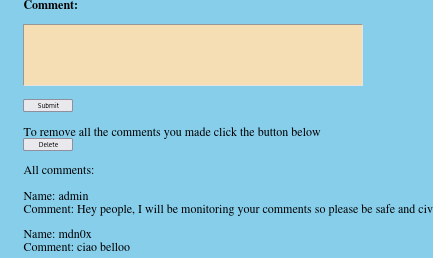 Comment:
Submit
To remove all the comments you made click the button below
Delete
All comments:
Name: admin
Comment: Hey people, I will be monitoring your comments so please be safe and civ
Name: mdn0x
Comment: ciao belloo